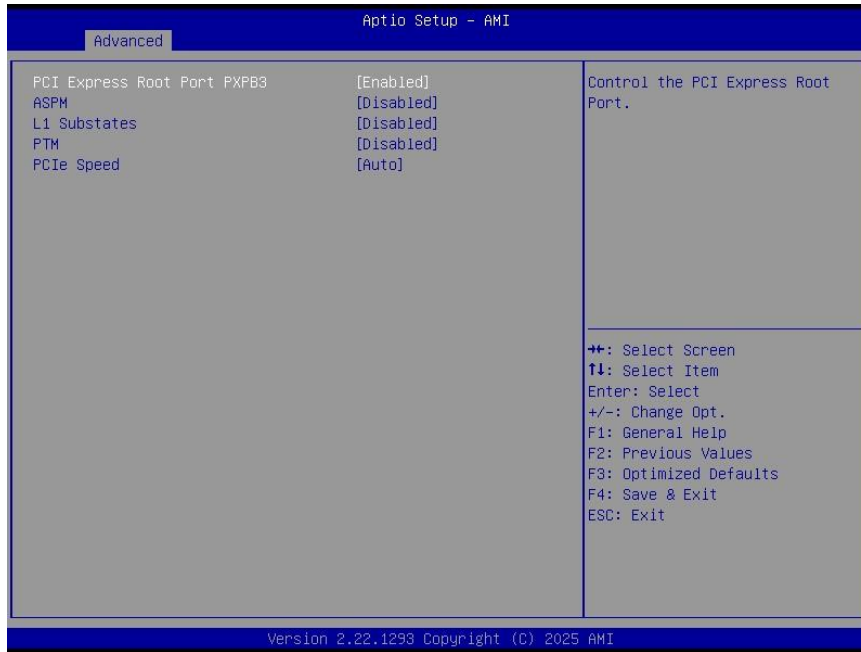 Aptio Setup – AMI
Advanced
PCI Express Root Port PXPB3 [Enabled]
ASPM [Disabled]
L1 Substates [Disabled]
PTM [Disabled]
PCIe Speed [Auto]
Control the PCI Express Root
Port.
→←: Select Screen
↑↓: Select Item
Enter: Select
+/-: Change Opt.
F1: General Help
F2: Previous Values
F3: Optimized Defaults
F4: Save & Exit
ESC: Exit
Version 2.22.1293 Copyright (C) 2025 AMI